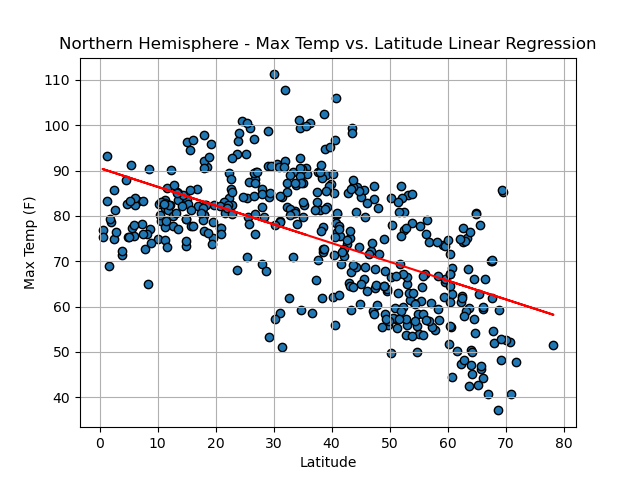 Northern Hemisphere - Max Temp vs. Latitude Linear Regression
Max Temp (F)
110
100
90
80
70
60
50
40
0 10 20 30 40 50 60 70 80
Latitude